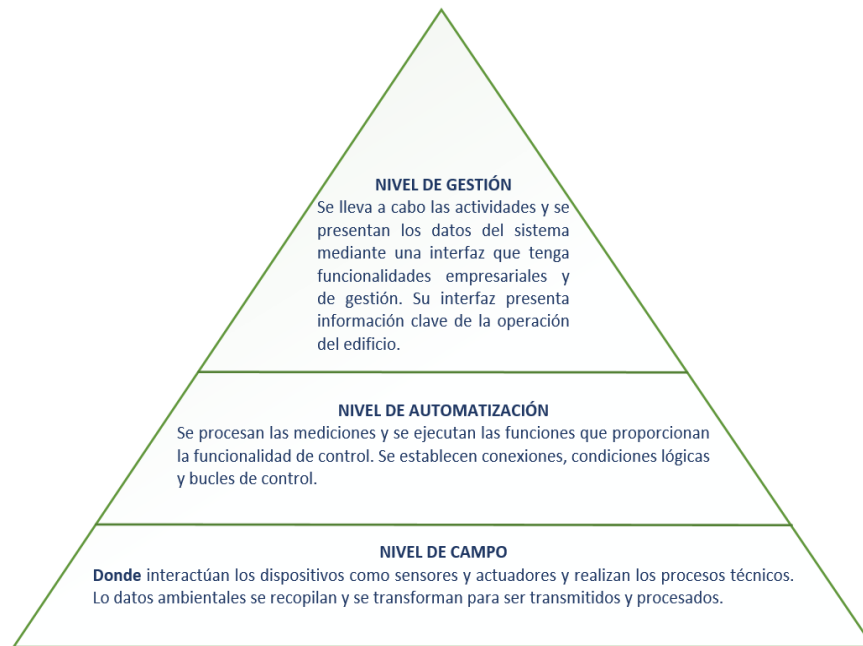 NIVEL DE GESTIÓN
Se lleva a cabo las actividades y se
presentan los datos del sistema
mediante una interfaz que tenga
funcionalidades empresariales y
de gestión. Su interfaz presenta
información clave de la operación
del edificio.
NIVEL DE AUTOMATIZACIÓN
Se procesan las mediciones y se ejecutan las funciones que proporcionan
la funcionalidad de control. Se establecen conexiones, condiciones lógicas
y bucles de control.
NIVEL DE CAMPO
Donde interactúan los dispositivos como sensores y actuadores y realizan los procesos técnicos.
Lo datos ambientales se recopilan y se transforman para ser transmitidos y procesados.